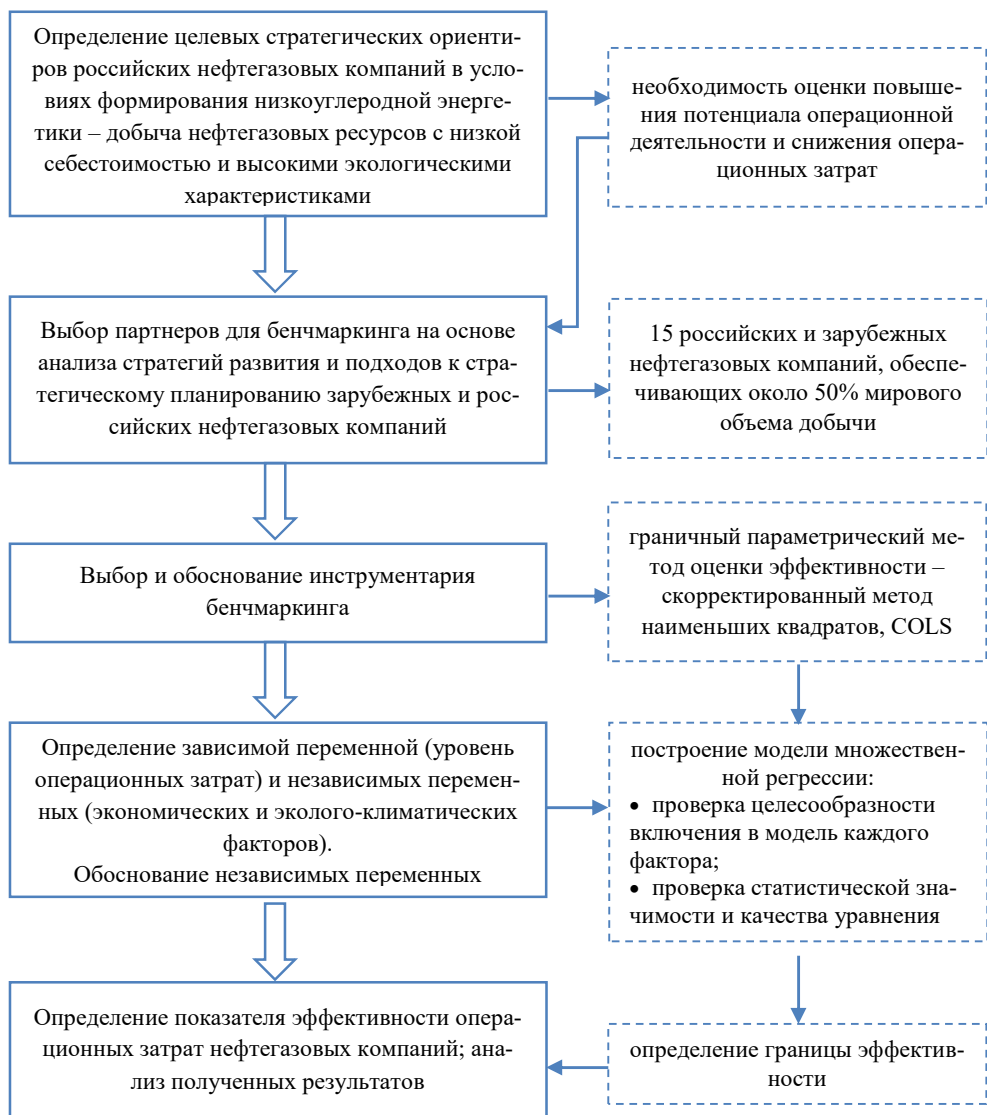 Определение целевых стратегических ориенти-
ров российских нефтегазовых компаний в усло-
виях формирования низкоуглеродной энерге-
тики – добыча нефтегазовых ресурсов с низкой
себестоимостью и высокими экологическими
характеристиками
необходимость оценки повыше-
ния потенциала операционной
деятельности и снижения опера-
ционных затрат
Выбор партнеров для бенчмаркинга на основе
анализа стратегий развития и подходов к стра-
тегическому планированию зарубежных и рос-
сийских нефтегазовых компаний
15 российских и зарубежных
нефтегазовых компаний, обеспе-
чивающих около 50% мирового
объема добычи
Выбор и обоснование инструментария
бенчмаркинга
граничный параметрический ме-
тод оценки эффективности –
скорректированный метод
наименьших квадратов, COLS
Определение зависимой переменной (уровень
операционных затрат) и независимых перемен-
ных (экономических и эколого-климатических
факторов).
Обоснование независимых переменных
построение модели множествен-
ной регрессии:
• проверка целесообразности
включения в модель каждого
фактора;
• проверка статистической зна-
чимости и качества уравнения
Определение показателя эффективности опера-
ционных затрат нефтегазовых компаний; ана-
лиз полученных результатов
определение границы эффектив-
ности